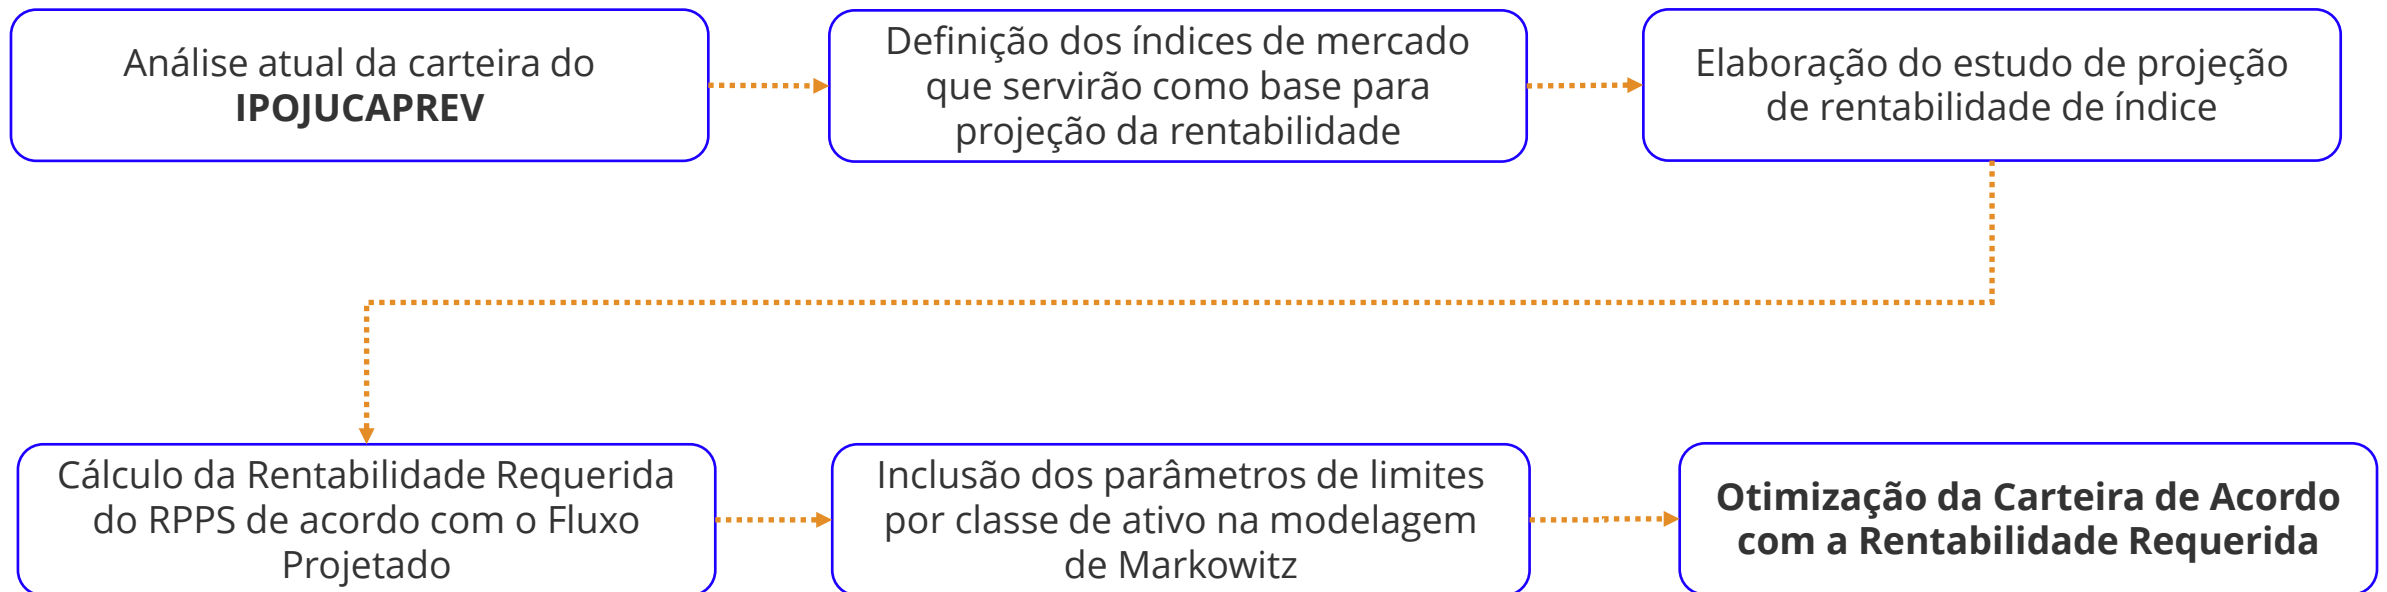 Análise atual da carteira do
IPOJUCAPREV
Definição dos índices de mercado
que servirão como base para
projeção da rentabilidade
Elaboração do estudo de projeção
de rentabilidade de índice
Cálculo da Rentabilidade Requerida
do RPPS de acordo com o Fluxo
Projetado
Inclusão dos parâmetros de limites
por classe de ativo na modelagem
de Markowitz
Otimização da Carteira de Acordo
com a Rentabilidade Requerida